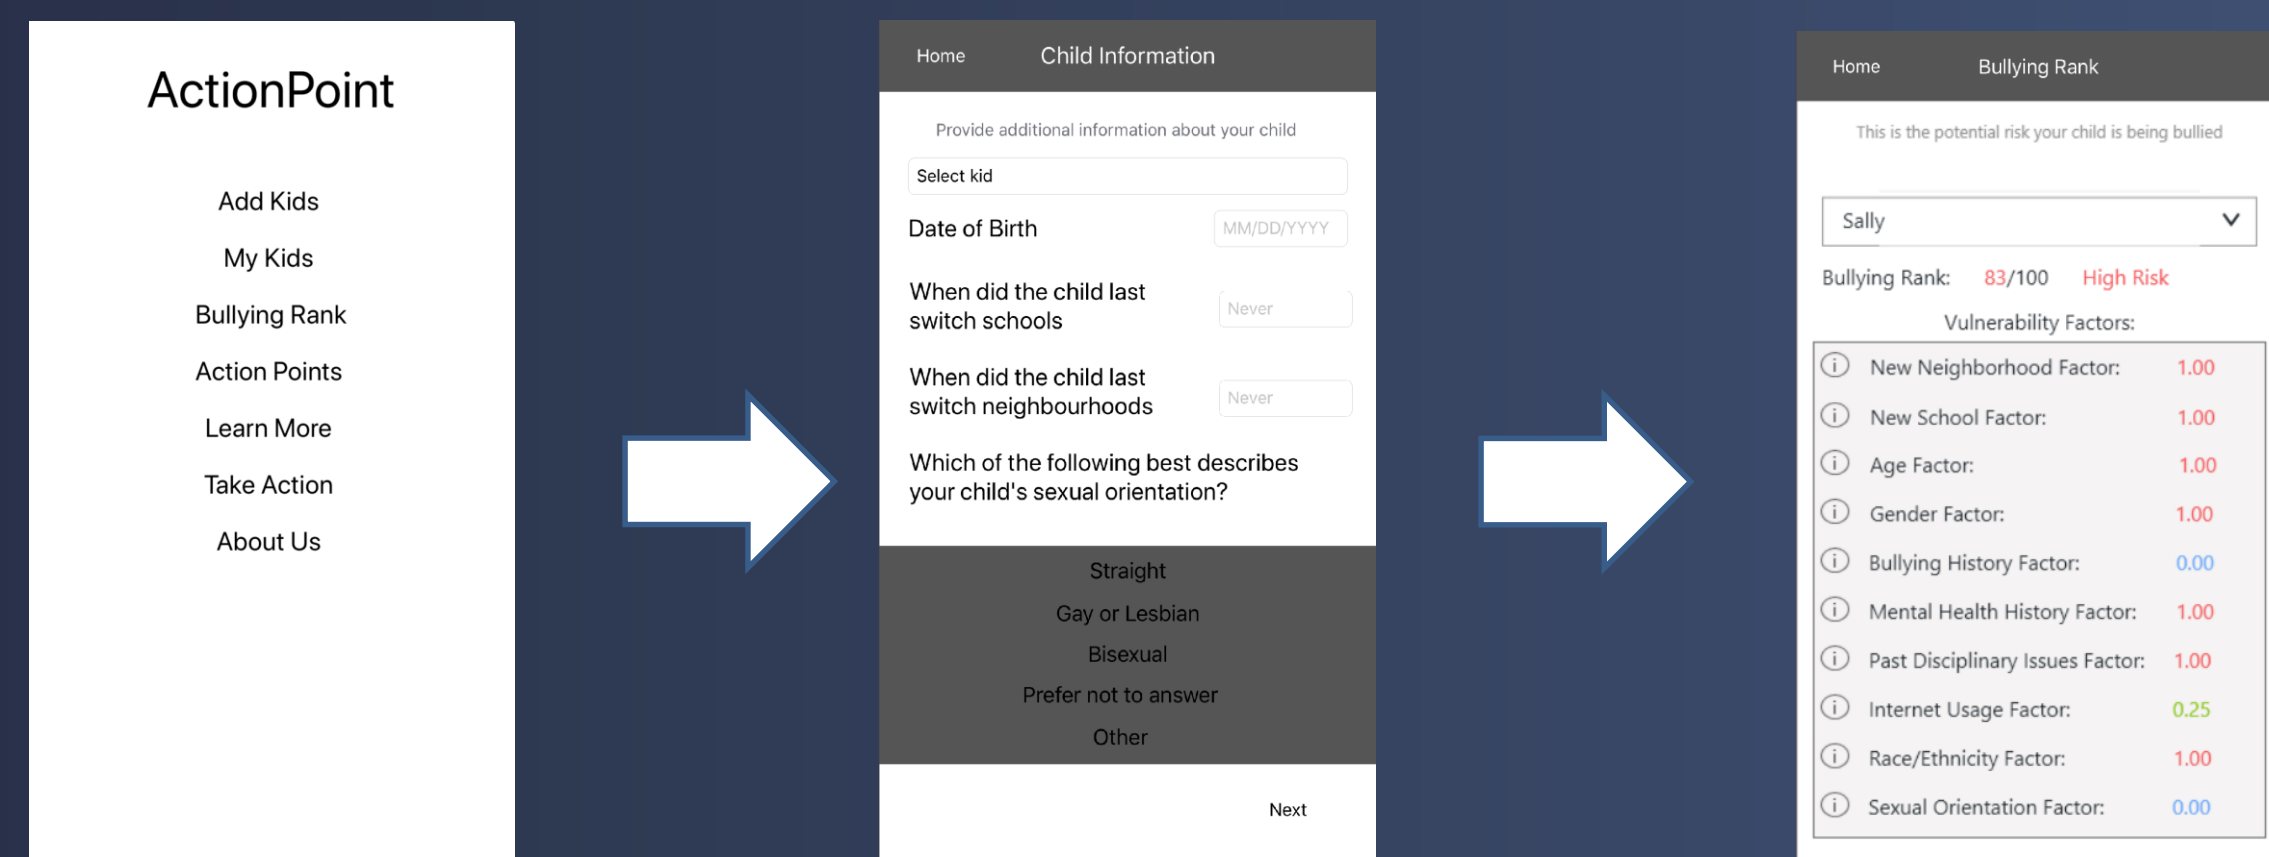 ActionPoint
Add Kids
My Kids
Bullying Rank
Action Points
Learn More
Take Action
About Us
Home Child Information
Provide additional information about your child
Select kid
Date of Birth MM/DD/YYYY
When did the child last
switch schools Never
When did the child last
switch neighbourhoods Never
Which of the following best describes
your child's sexual orientation?
Straight
Gay or Lesbian
Bisexual
Prefer not to answer
Other
Next
Home Bullying Rank
This is the potential risk your child is being bullied
Sally
Bullying Rank: 83/100 High Risk
Vulnerability Factors:
New Neighborhood Factor: 1.00
New School Factor: 1.00
Age Factor: 1.00
Gender Factor: 1.00
Bullying History Factor: 0.00
Mental Health History Factor: 1.00
Past Disciplinary Issues Factor: 1.00
Internet Usage Factor: 0.25
Race/Ethnicity Factor: 1.00
Sexual Orientation Factor: 0.00